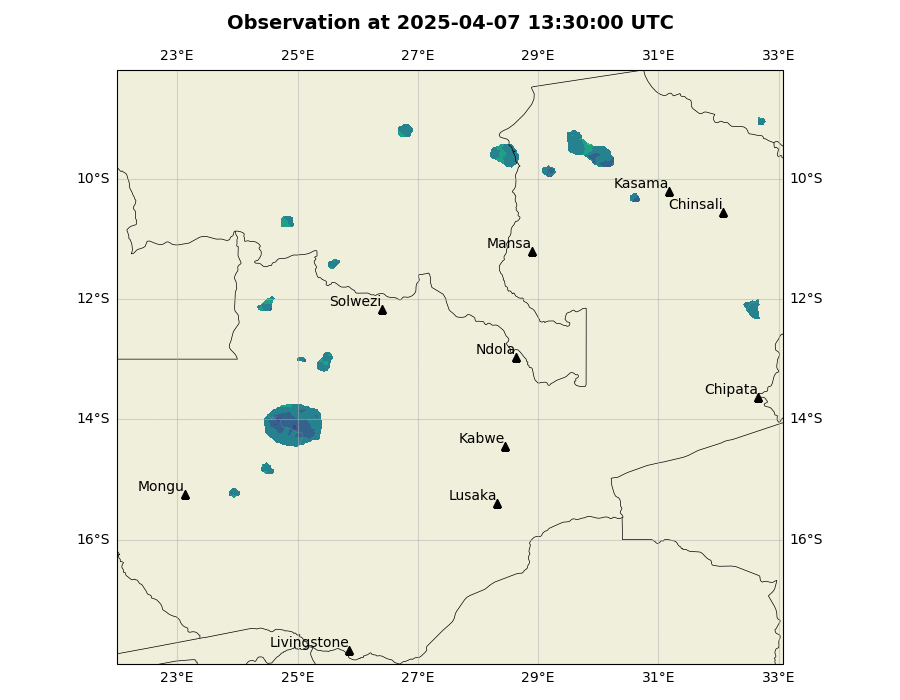 Observation at 2025-04-07 13:30:00 UTC
23°E 25°E 27°E 29°E 31°E 33°E
10°S 10°S
Kasama
Chinsali
Mansa
12°S 12°S
Solwezi
Ndola
Chipata
14°S 14°S
Kabwe
Mongu
Lusaka
16°S 16°S
Livingstone
23°E 25°E 27°E 29°E 31°E 33°E